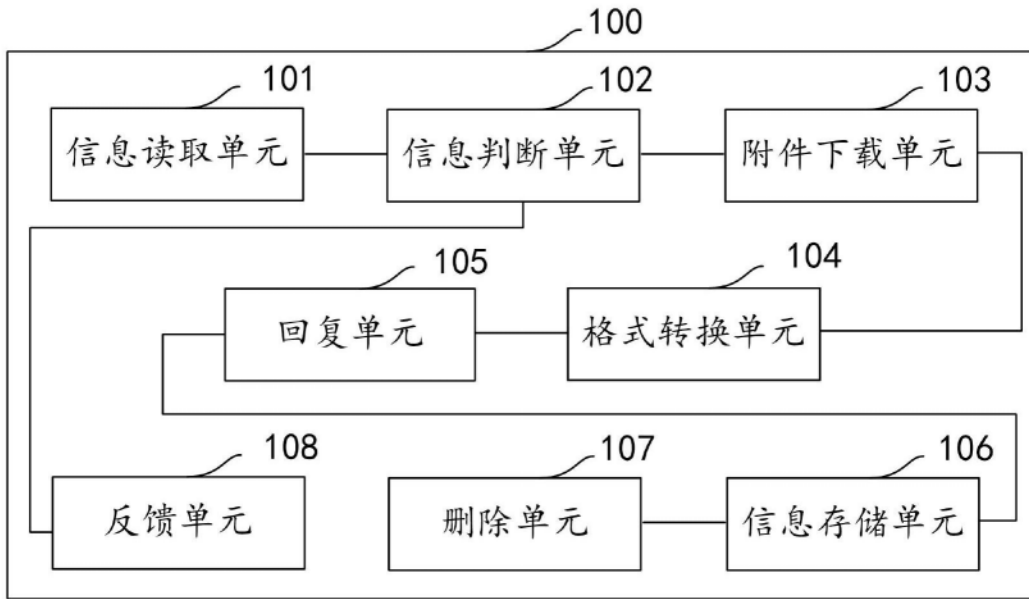 100
101
102
103
信息读取单元
信息判断单元
附件下载单元
105
104
回复单元
格式转换单元
108
107
106
反馈单元
删除单元
信息存储单元